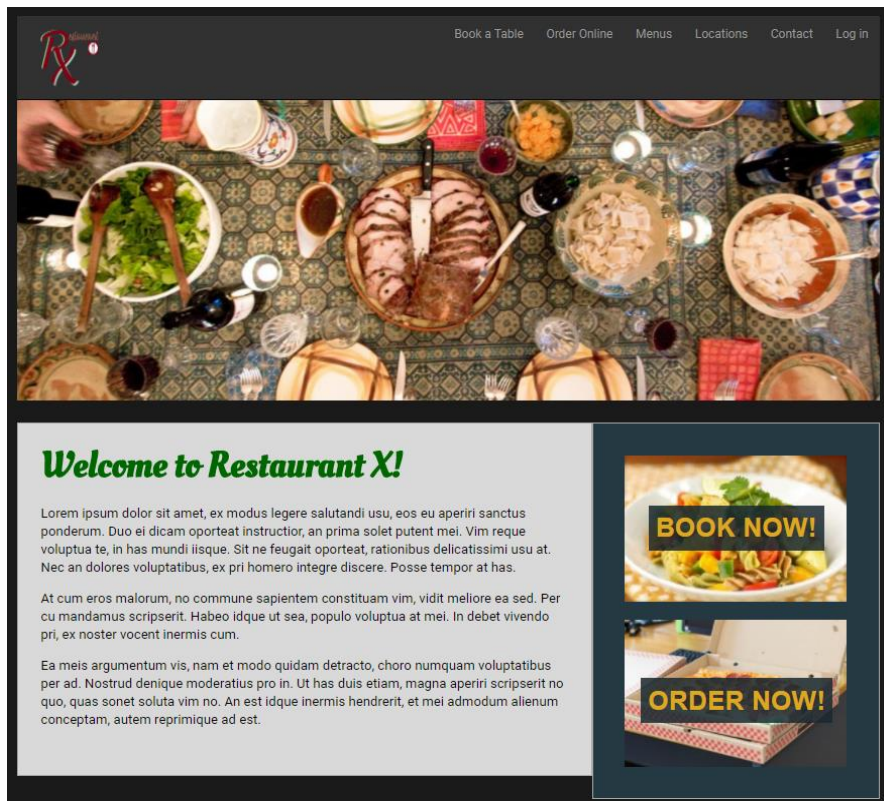 Restaurant
RX
Book a Table Order Online Menus Locations Contact Log in
Welcome to Restaurant X!
Lorem ipsum dolor sit amet, ex modus legere salutandi usu, eos eu aperiri sanctus
ponderum. Duo ei dicam oporteat instructior, an prima solet putent mei. Vim reque
voluptua te, in has mundi iisque. Sit ne feugait oporteat, rationibus delicatissimi usu at.
Nec an dolores voluptatibus, ex pri homero integre discere. Posse tempor at has.
At cum eros malorum, no commune sapientem constituam vim, vidit meliore ea sed. Per
cu mandamus scripserit. Habeo idque ut sea, populo voluptua at mei. In debet vivendo
pri, ex noster vocent inermis cum.
Ea meis argumentum vis, nam et modo quidam detracto, choro numquam voluptatibus
per ad. Nostrud denique moderatius pro in. Ut has duis etiam, magna aperiri scripserit no
quo, quas sonet soluta vim no. An est idque inermis hendrerit, et mei admodum alienum
conceptam, autem reprimique ad est.
BOOK NOW!
ORDER NOW!